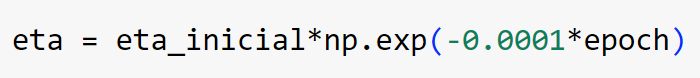 eta = eta_inicial*np.exp(-0.0001*epoch)